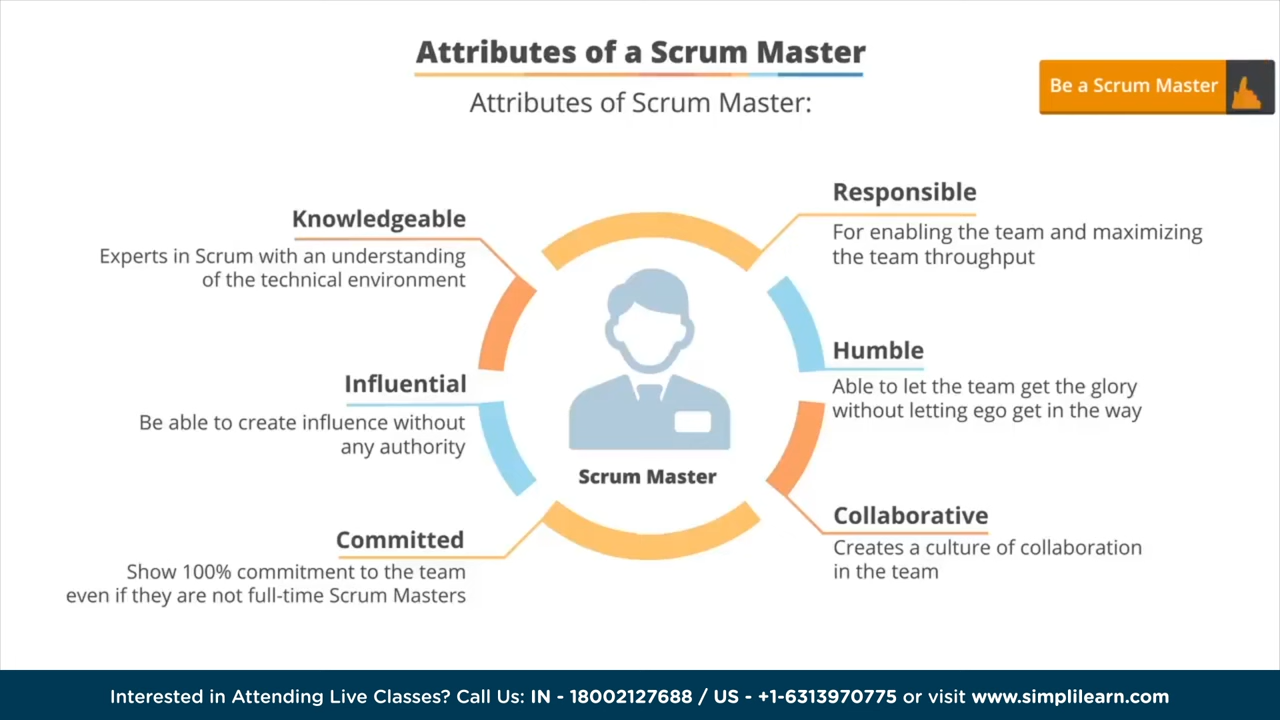 Attributes of a Scrum Master
Attributes of Scrum Master:
Be a Scrum Master
Knowledgeable
Experts in Scrum with an understanding
of the technical environment
Influential
Be able to create influence without
any authority
Committed
Show 100% commitment to the team
even if they are not full-time Scrum Masters
Responsible
For enabling the team and maximizing
the team throughput
Humble
Able to let the team get the glory
without letting ego get in the way
Collaborative
Creates a culture of collaboration
in the team
Scrum Master
Interested in Attending Live Classes? Call Us: IN - 18002127688 / US - +1-6313970775 or visit www.simplilearn.com